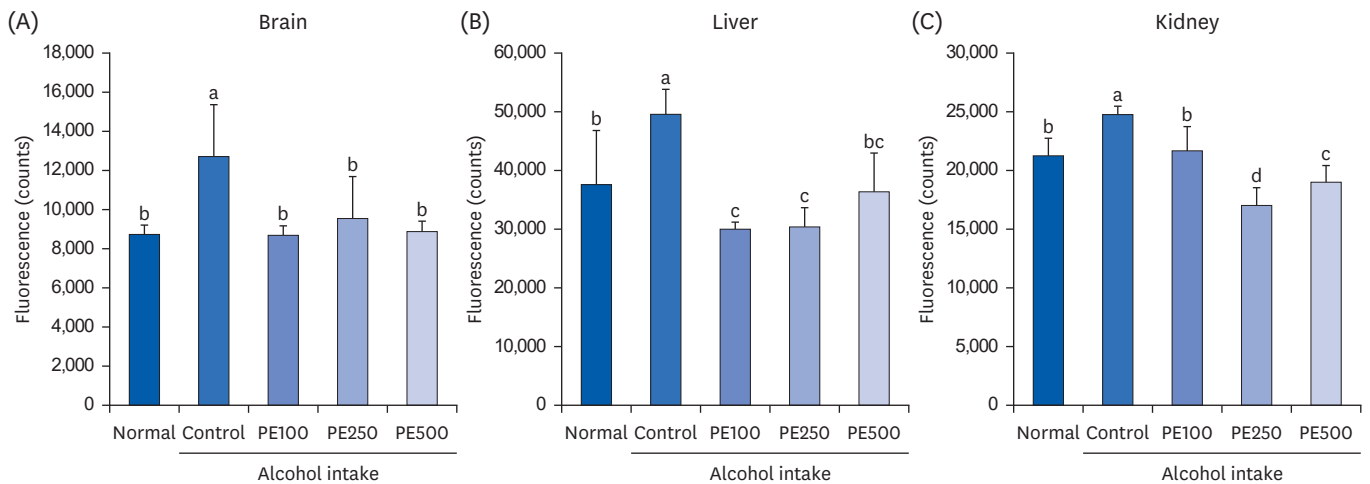 (A) Brain
18,000
16,000
14,000
12,000
10,000
8,000
6,000
4,000
2,000
0
Fluorescence (counts)
b
a
b
b
b
Normal Control PE100 PE250 PE500
Alcohol intake
(B) Liver
60,000
50,000
40,000
30,000
20,000
10,000
0
Fluorescence (counts)
b
a
c
c
bc
Normal Control PE100 PE250 PE500
Alcohol intake
(C) Kidney
30,000
25,000
20,000
15,000
10,000
5,000
0
Fluorescence (counts)
b
a
b
d
c
Normal Control PE100 PE250 PE500
Alcohol intake